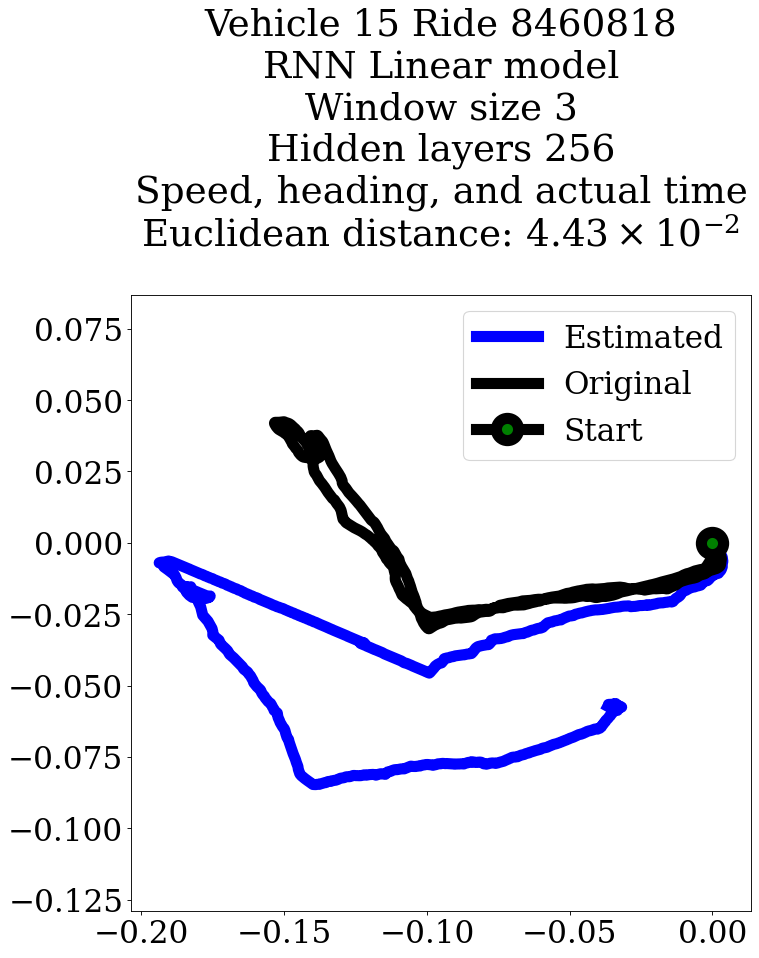 Vehicle 15 Ride 8460818
RNN Linear model
Window size 3
Hidden layers 256
Speed, heading, and actual time
Euclidean distance: 4.43 × 10⁻²
Estimated
Original
Start
0.075
0.050
0.025
0.000
−0.025
−0.050
−0.075
−0.100
−0.125
−0.20 −0.15 −0.10 −0.05 0.00